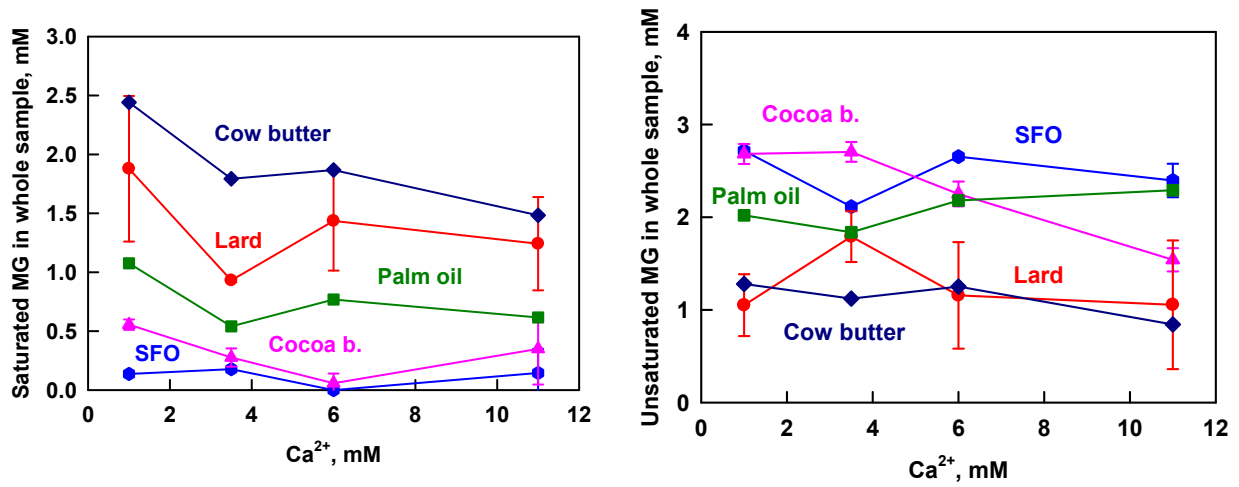 Saturated MG in whole sample, mM
3.0
2.5
2.0
1.5
1.0
0.5
0.0
Cow butter
Lard
Palm oil
Cocoa b.
SFO
0 2 4 6 8 10 12
Ca²⁺, mM
Unsaturated MG in whole sample, mM
4
3
2
1
0
Cocoa b.
SFO
Palm oil
Lard
Cow butter
0 2 4 6 8 10 12
Ca²⁺, mM